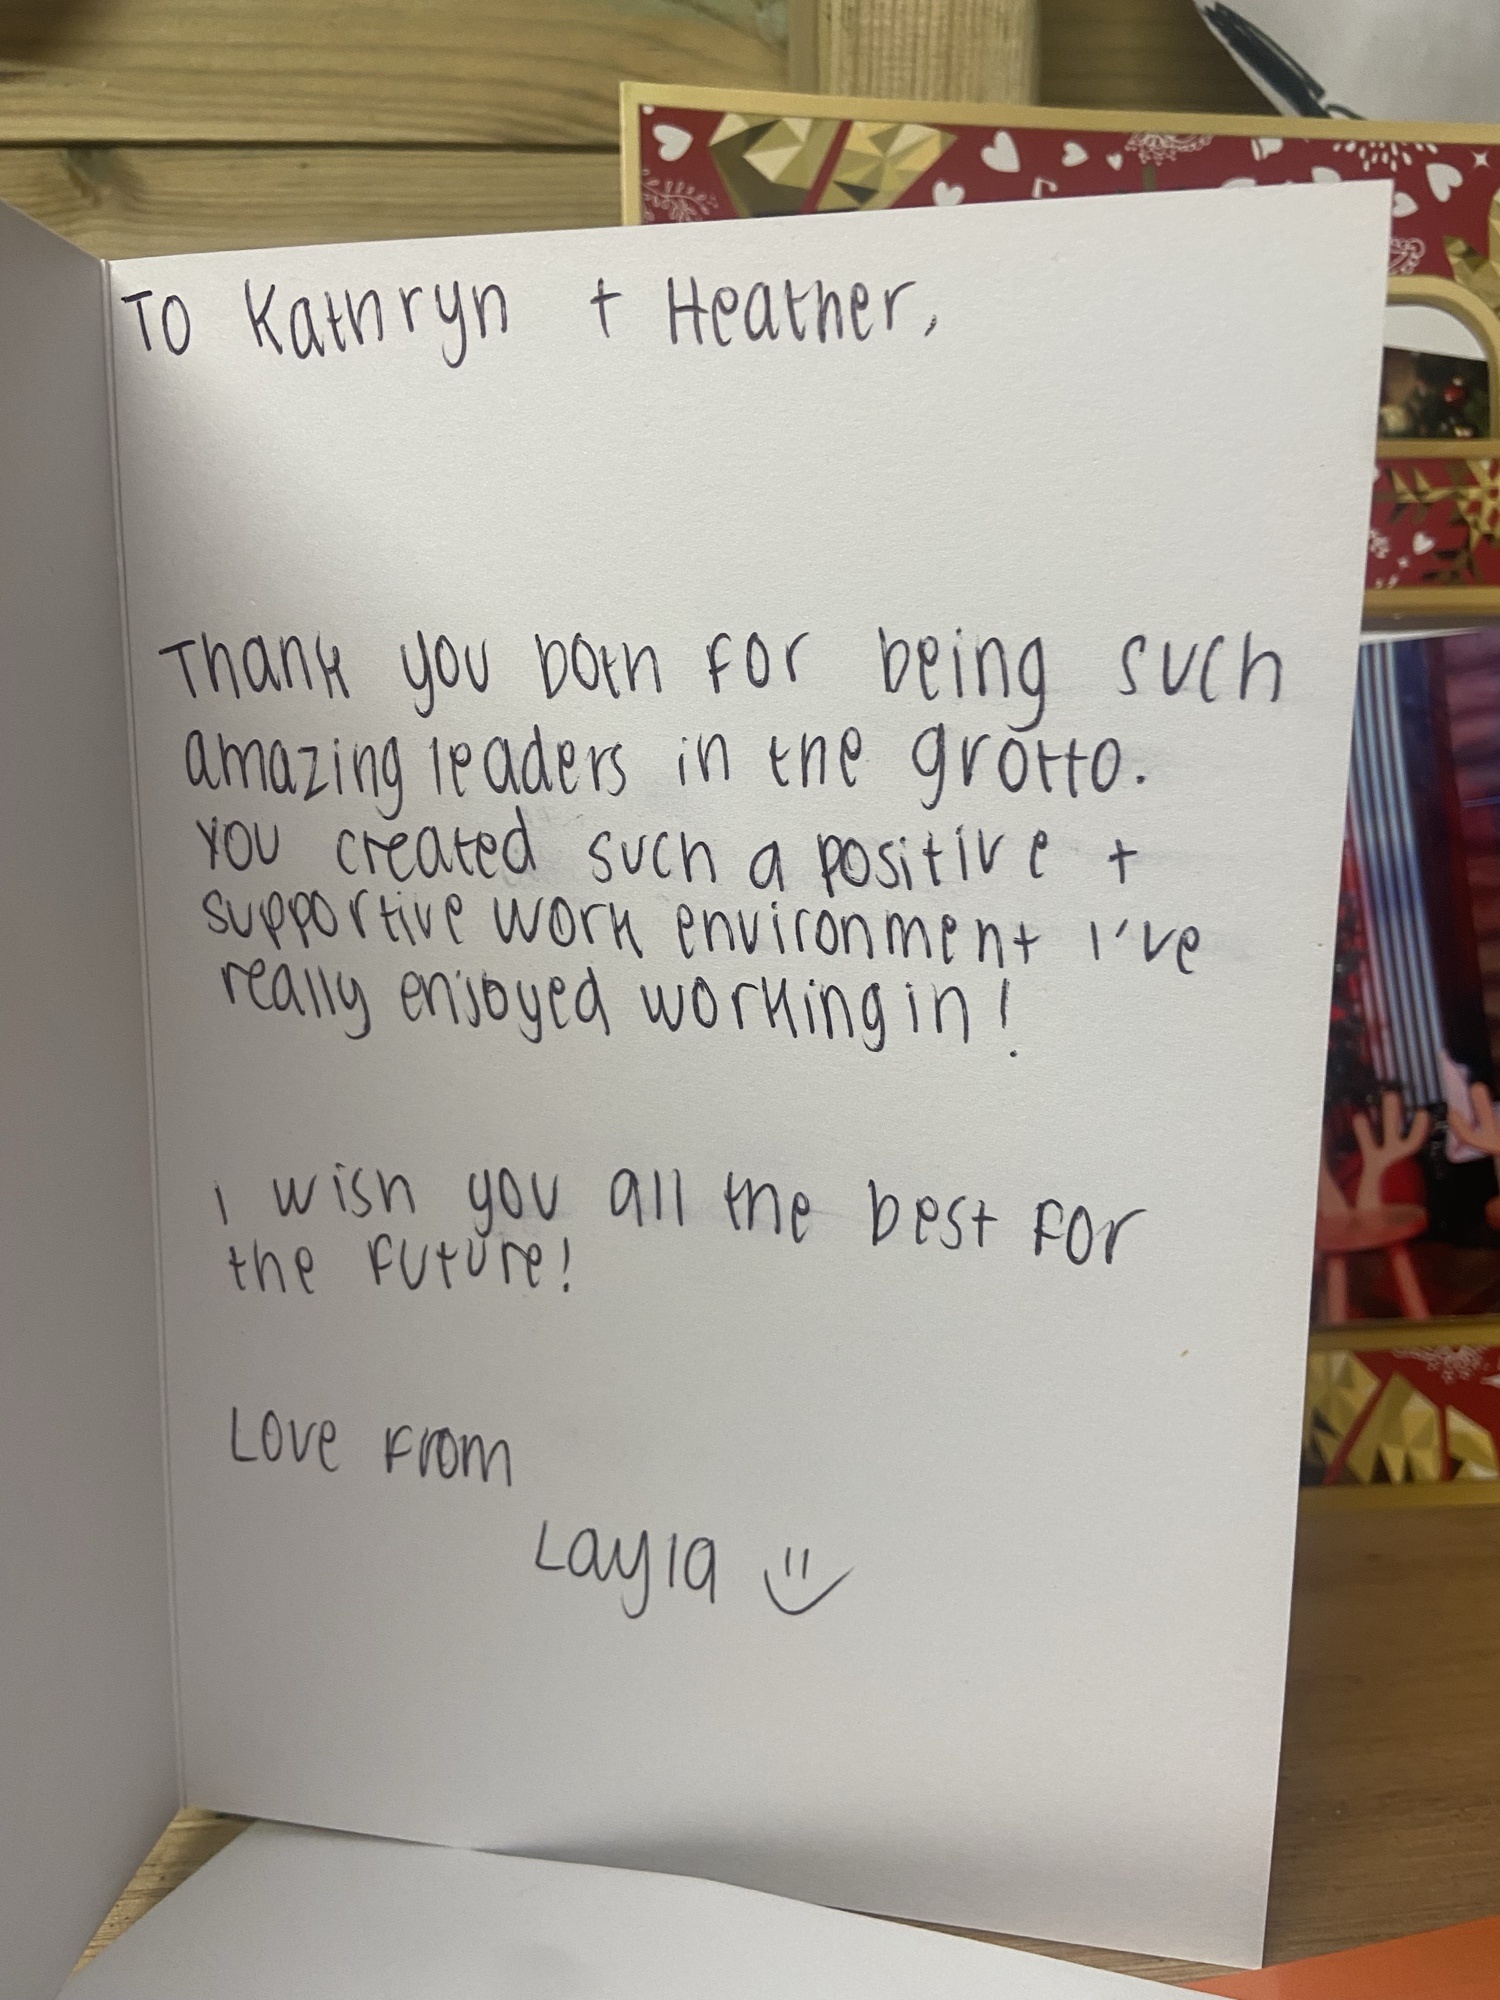 To Kathryn + Heather,
Thank you both for being such
amazing leaders in the grotto.
You created such a positive +
supportive work environment I've
really enjoyed working in!
I wish you all the best for
the future!
Love from
Layla